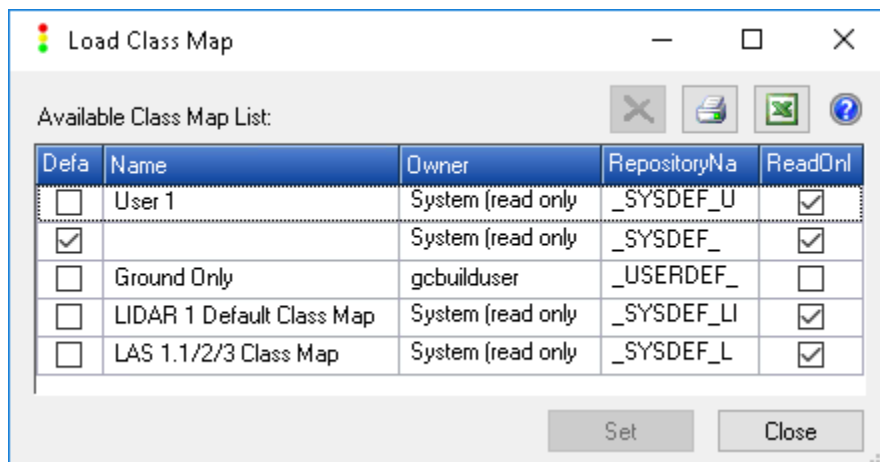 Load Class Map
Available Class Map List:
Defa Name Owner RepositoryNa ReadOnl
User 1 System (read only _SYSDEF_U
System (read only _SYSDEF_
Ground Only gcbuilduser _USERDEF_
LIDAR 1 Default Class Map System (read only _SYSDEF_LI
LAS 1.1/2/3 Class Map System (read only _SYSDEF_L
Set Close